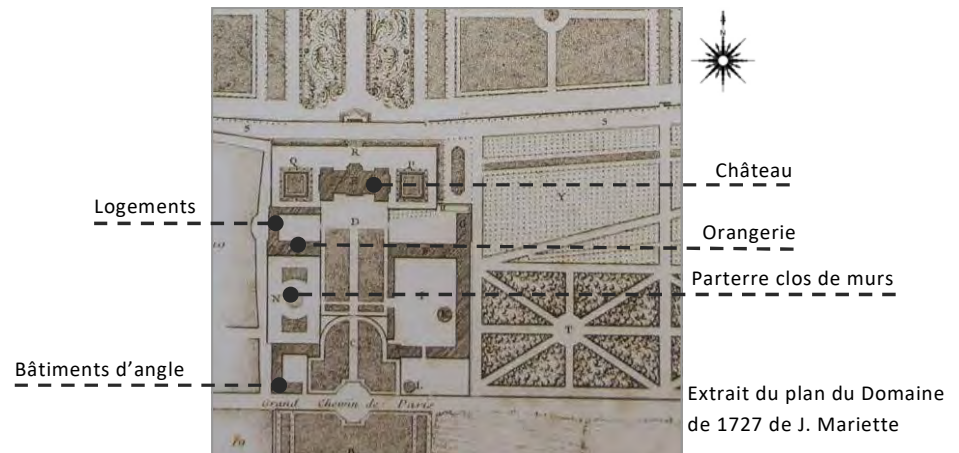 N
S
S
R
Q
P
E
Château
Y
Logements
D
G
Orangerie
Parterre clos de murs
N
K
T
C
Bâtiments d’angle
L
Grand Chemin de Paris
Extrait du plan du Domaine
de 1727 de J. Mariette